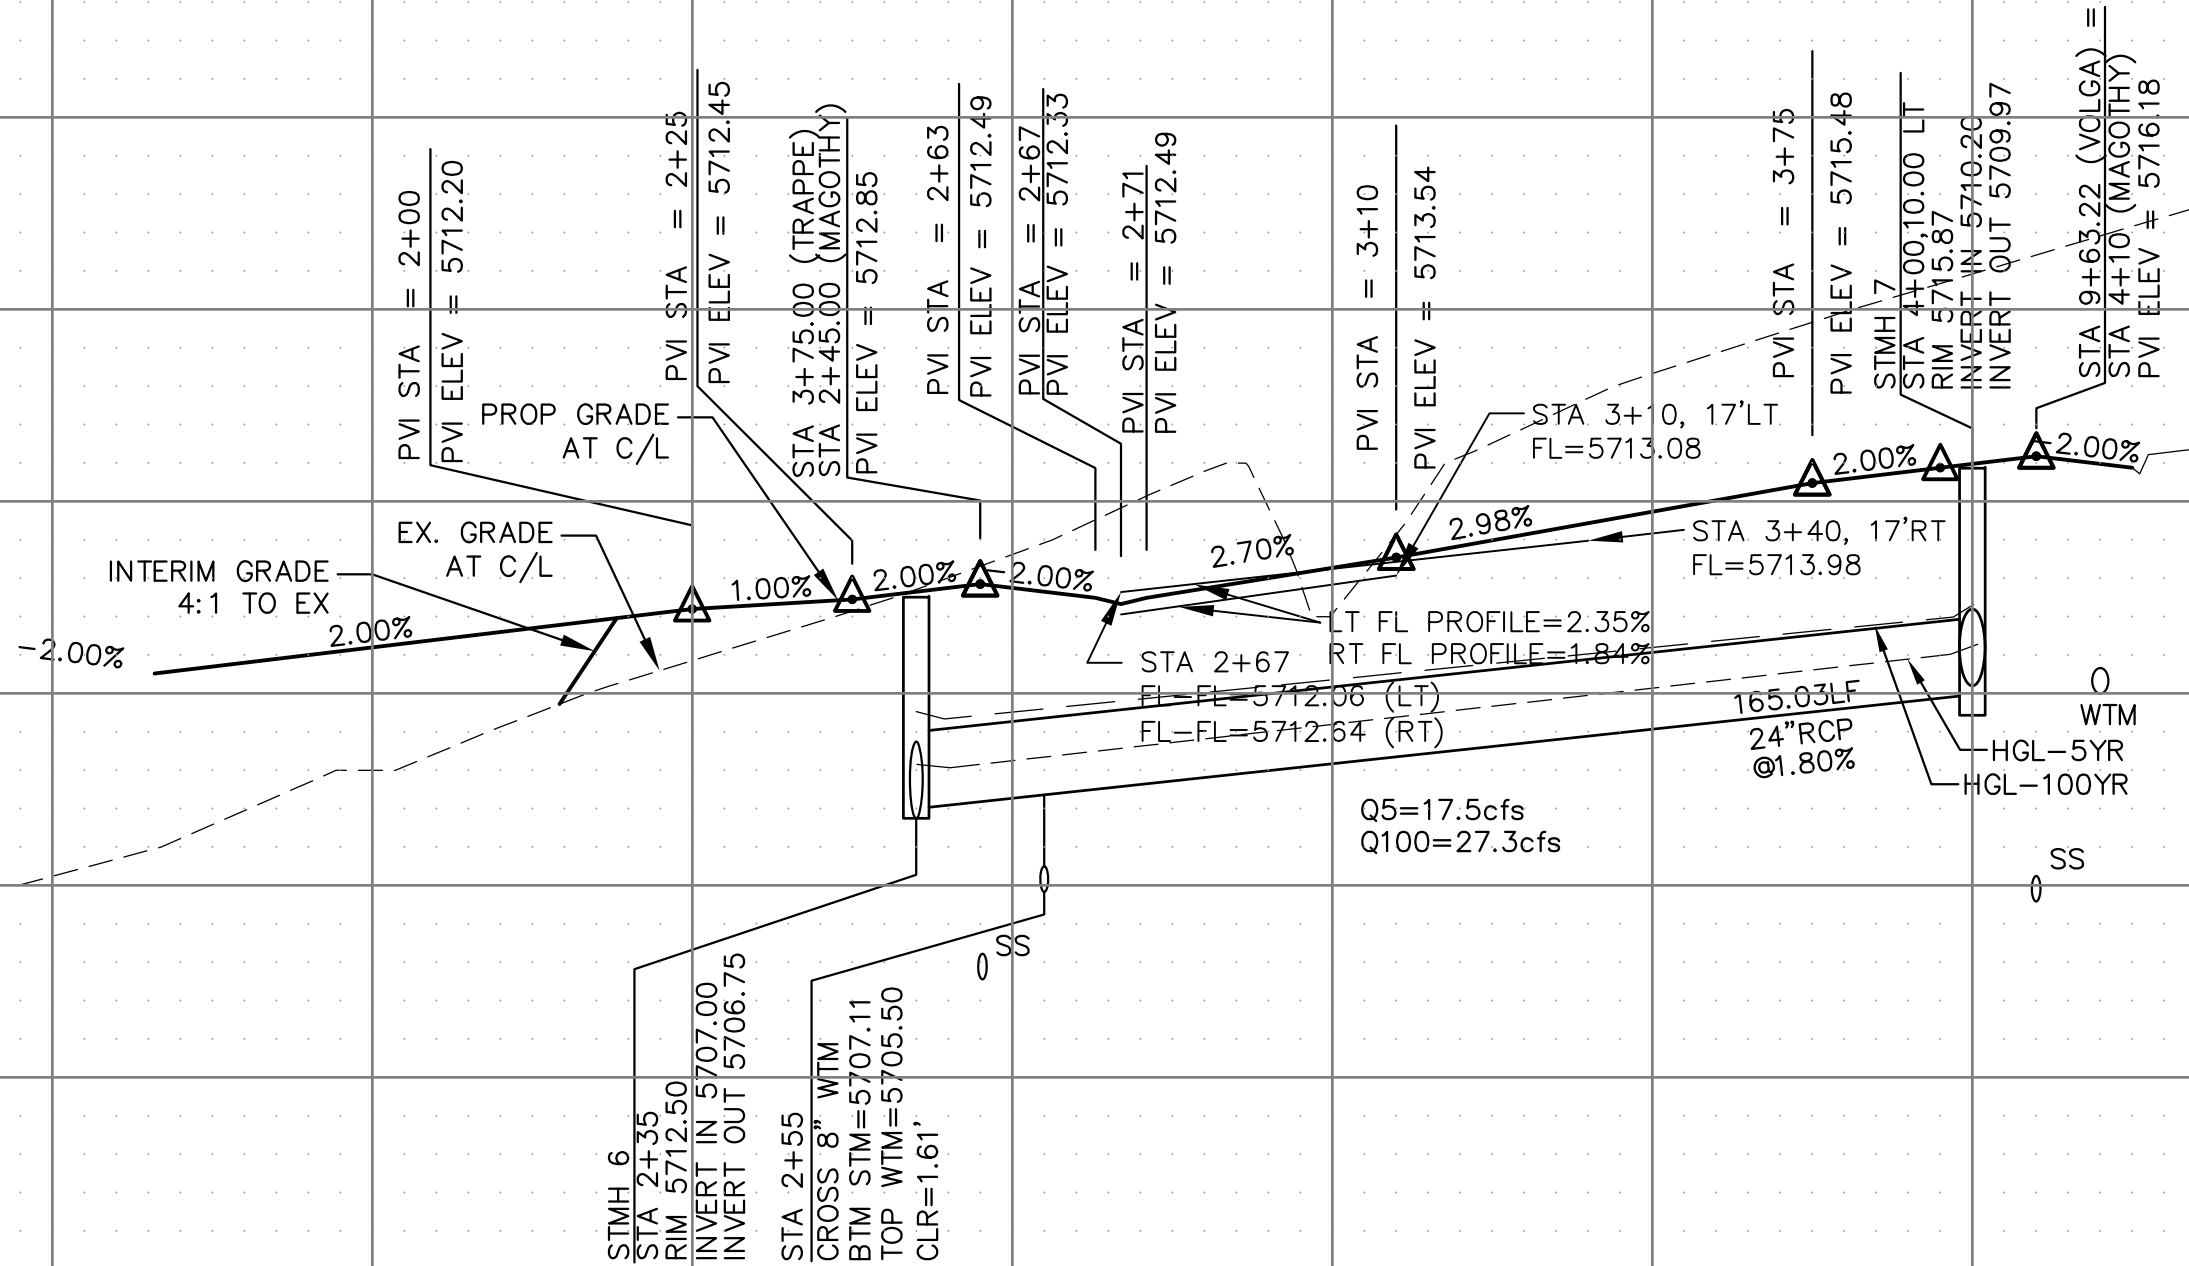 PVI STA = 2+00
PVI ELEV = 5712.20
PVI STA = 2+25
PVI ELEV = 5712.45
STA 3+75.00 (TRAPPE)
STA 2+45.00 (MAGOTHY)
PVI ELEV = 5712.85
PVI STA = 2+63
PVI ELEV = 5712.49
PVI STA = 2+67
PVI ELEV = 5712.33
PVI STA = 2+71
PVI ELEV = 5712.49
PVI STA = 3+10
PVI ELEV = 5713.54
PVI STA = 3+75
PVI ELEV = 5715.48
STMH 7
STA 4+00,10.00 LT
RIM 5715.87
INVERT IN 5710.20
INVERT OUT 5709.97
STA 9+63.22 (VOLGA) =
STA 4+10 (MAGOTHY)
PVI ELEV = 5716.18
PROP GRADE
AT C/L
EX. GRADE
AT C/L
INTERIM GRADE
4:1 TO EX
-2.00%
2.00%
1.00%
2.00%
-2.00%
2.70%
2.98%
2.00%
-2.00%
STA 3+10, 17'LT
FL=5713.08
STA 3+40, 17'RT
FL=5713.98
LT FL PROFILE=2.35%
RT FL PROFILE=1.84%
STA 2+67
FL-FL=5712.06 (LT)
FL-FL=5712.64 (RT)
165.03LF
24"RCP
@1.80%
WTM
HGL-5YR
HGL-100YR
Q5=17.5cfs
Q100=27.3cfs
SS
SS
STMH 6
STA 2+35
RIM 5712.50
INVERT IN 5707.00
INVERT OUT 5706.75
STA 2+55
CROSS 8" WTM
BTM STM=5707.11
TOP WTM=5705.50
CLR=1.61'